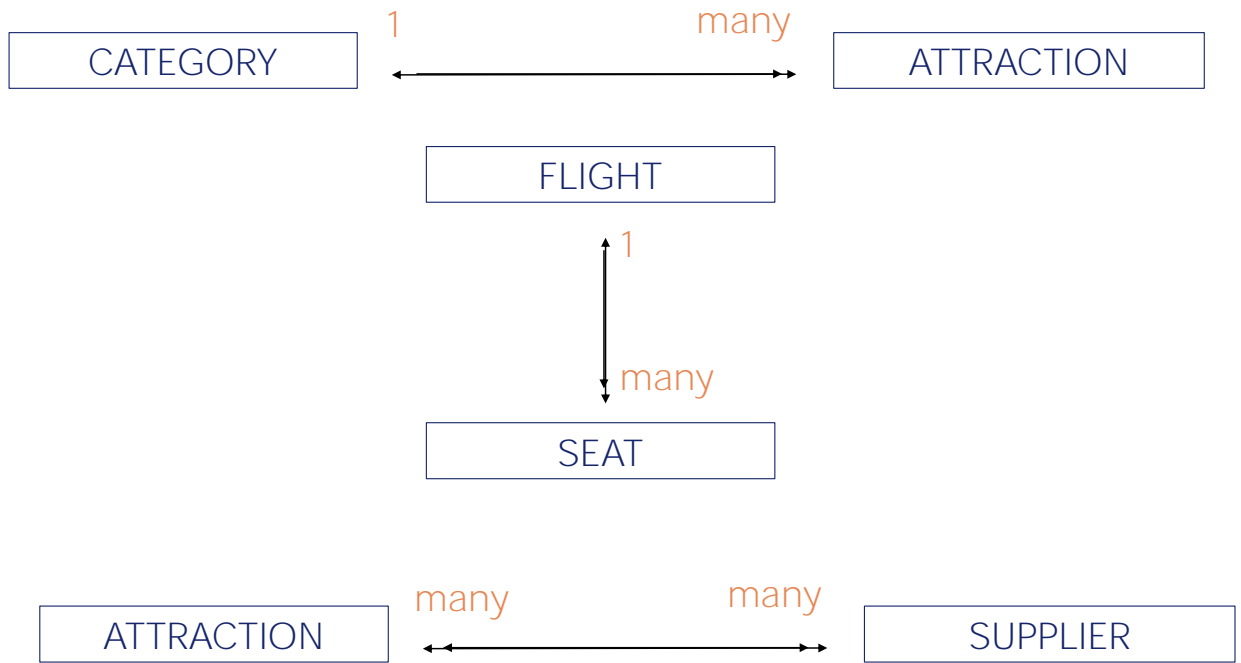 1 many
CATEGORY ATTRACTION
FLIGHT
1
many
SEAT
many many
ATTRACTION SUPPLIER